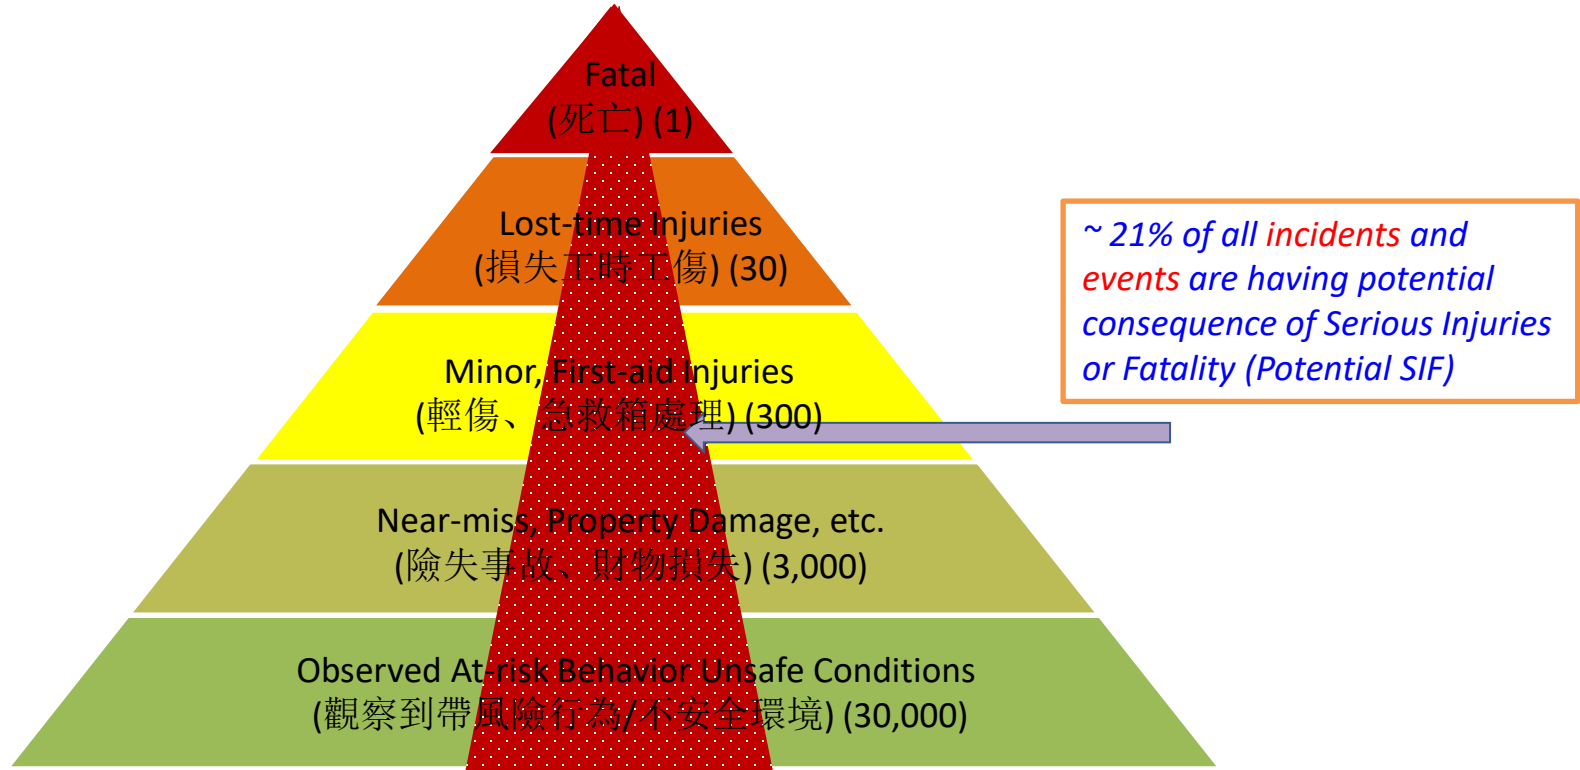 Fatal
(死亡) (1)
Lost-time Injuries
(損失工時工傷) (30)
~ 21% of all incidents and
events are having potential
consequence of Serious Injuries
or Fatality (Potential SIF)
Minor, First-aid Injuries
(輕傷、急救箱處理) (300)
Near-miss, Property Damage, etc.
(險失事故、財物損失) (3,000)
Observed At-risk Behavior Unsafe Conditions
(觀察到帶風險行為/不安全環境) (30,000)